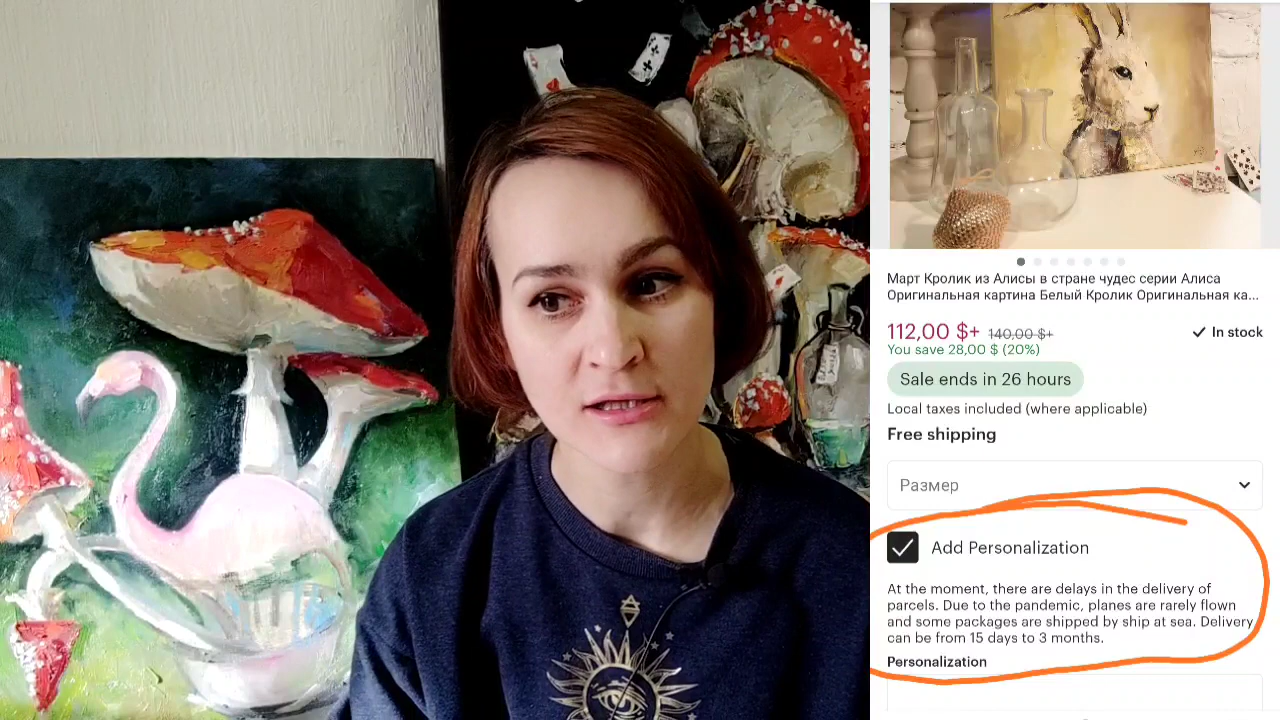 Март Кролик из Алисы в стране чудес серии Алиса
Оригинальная картина Белый Кролик Оригинальная ка...
112,00 $+ 140,00 $+ In stock
You save 28,00 $ (20%)
Sale ends in 26 hours
Local taxes included (where applicable)
Free shipping
Размер
Add Personalization
At the moment, there are delays in the delivery of
parcels. Due to the pandemic, planes are rarely flown
and some packages are shipped by ship at sea. Delivery
can be from 15 days to 3 months.
Personalization